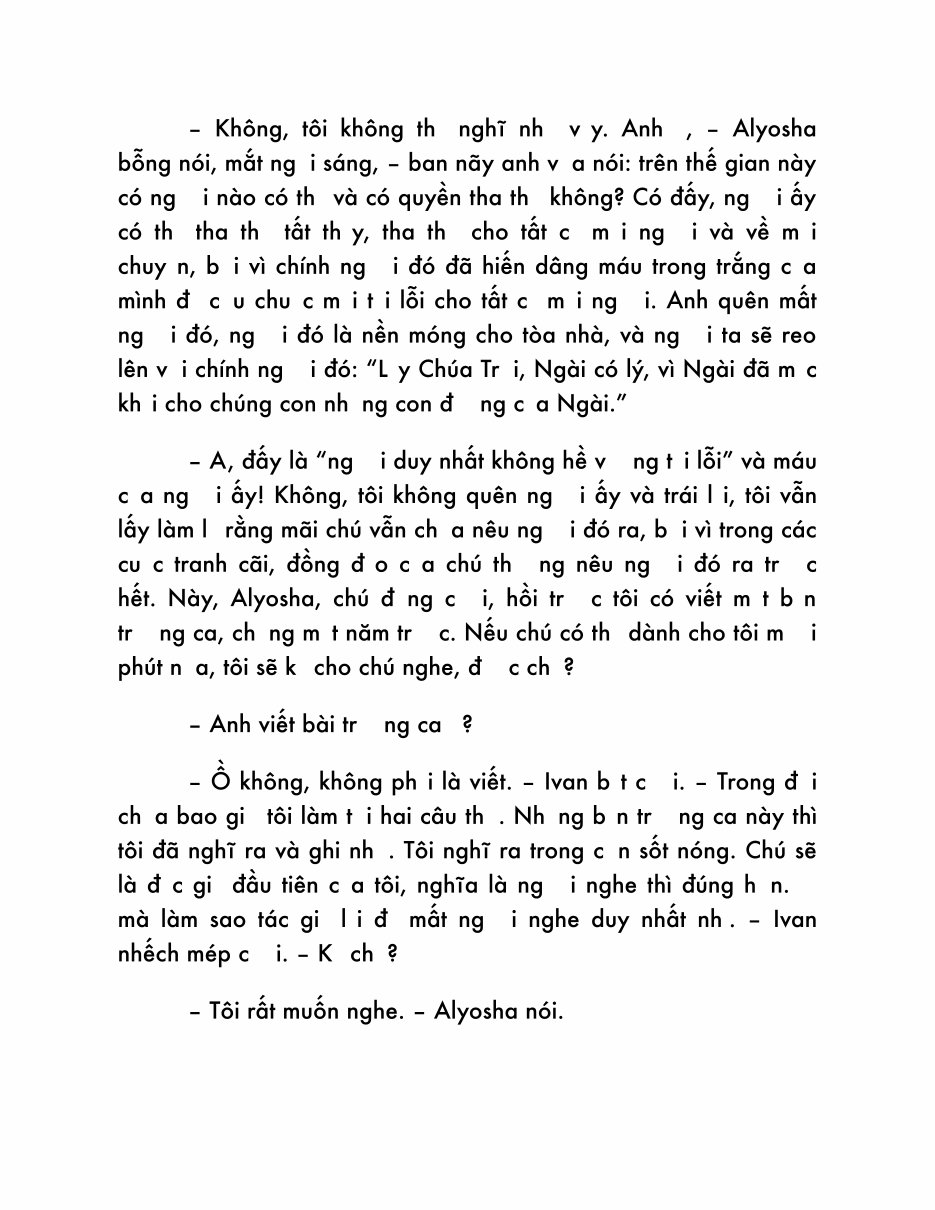 – Không, tôi không th nghĩ nh v y. Anh , – Alyosha
bỗng nói, mắt ng i sáng, – ban nãy anh v a nói: trên thế gian này
có ng i nào có th và có quyền tha th không? Có đấy, ng i ấy
có th tha th tất th y, tha th cho tất c m i ng i và về m i
chuy n, b i vì chính ng i đó đã hiến dâng máu trong trắng c a
mình đ c u chu c m i t i lỗi cho tất c m i ng i. Anh quên mất
ng i đó, ng i đó là nền móng cho tòa nhà, và ng i ta sẽ reo
lên v i chính ng i đó: “L y Chúa Tr i, Ngài có lý, vì Ngài đã m c
kh i cho chúng con nh ng con đ ng c a Ngài.”
– A, đấy là “ng i duy nhất không hề v ng t i lỗi” và máu
c a ng i ấy! Không, tôi không quên ng i ấy và trái l i, tôi vẫn
lấy làm l rằng mãi chú vẫn ch a nêu ng i đó ra, b i vì trong các
cu c tranh cãi, đồng đ o c a chú th ng nêu ng i đó ra tr c
hết. Này, Alyosha, chú đ ng c i, hồi tr c tôi có viết m t b n
tr ng ca, ch ng m t năm tr c. Nếu chú có th dành cho tôi m i
phút n a, tôi sẽ k cho chú nghe, đ c ch ?
– Anh viết bài tr ng ca ?
– Ồ không, không ph i là viết. – Ivan b t c i. – Trong đ i
ch a bao gi tôi làm t i hai câu th . Nh ng b n tr ng ca này thì
tôi đã nghĩ ra và ghi nh . Tôi nghĩ ra trong c n sốt nóng. Chú sẽ
là đ c gi đầu tiên c a tôi, nghĩa là ng i nghe thì đúng h n.
mà làm sao tác gi l i đ mất ng i nghe duy nhất nh . – Ivan
nhếch mép c i. – K ch ?
– Tôi rất muốn nghe. – Alyosha nói.